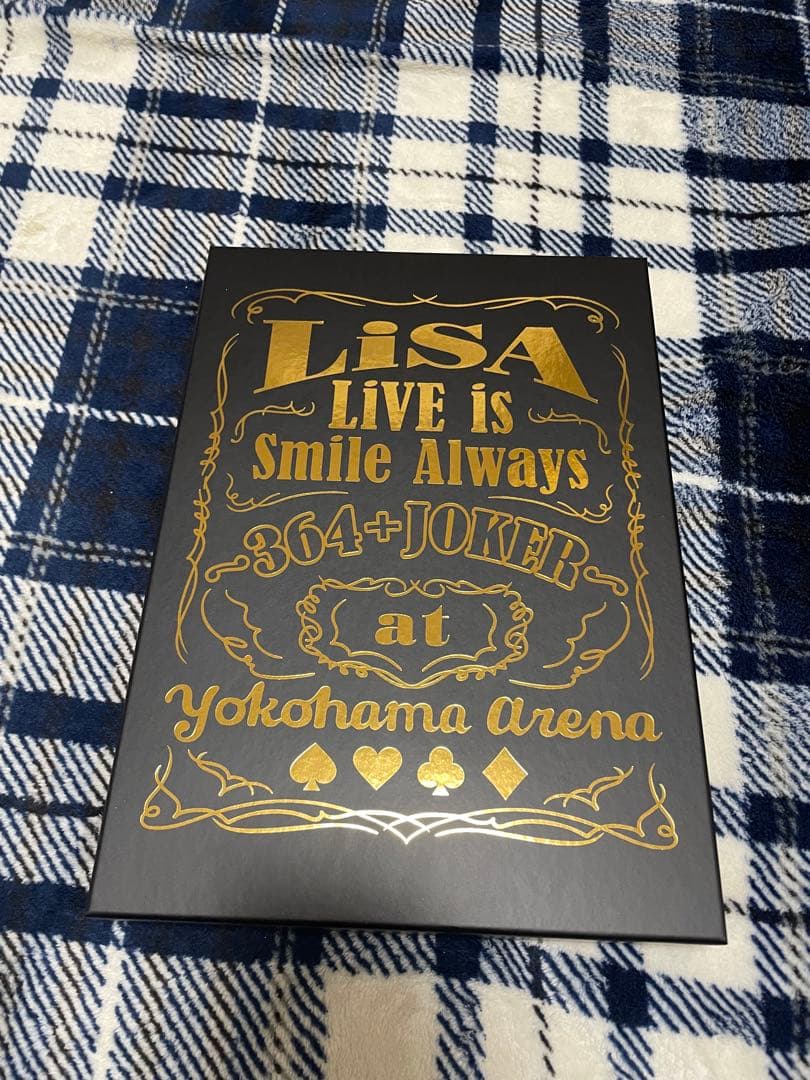 LiSA
LiVE is
Smile Always
364+JOKER
at
Yokohama Arena